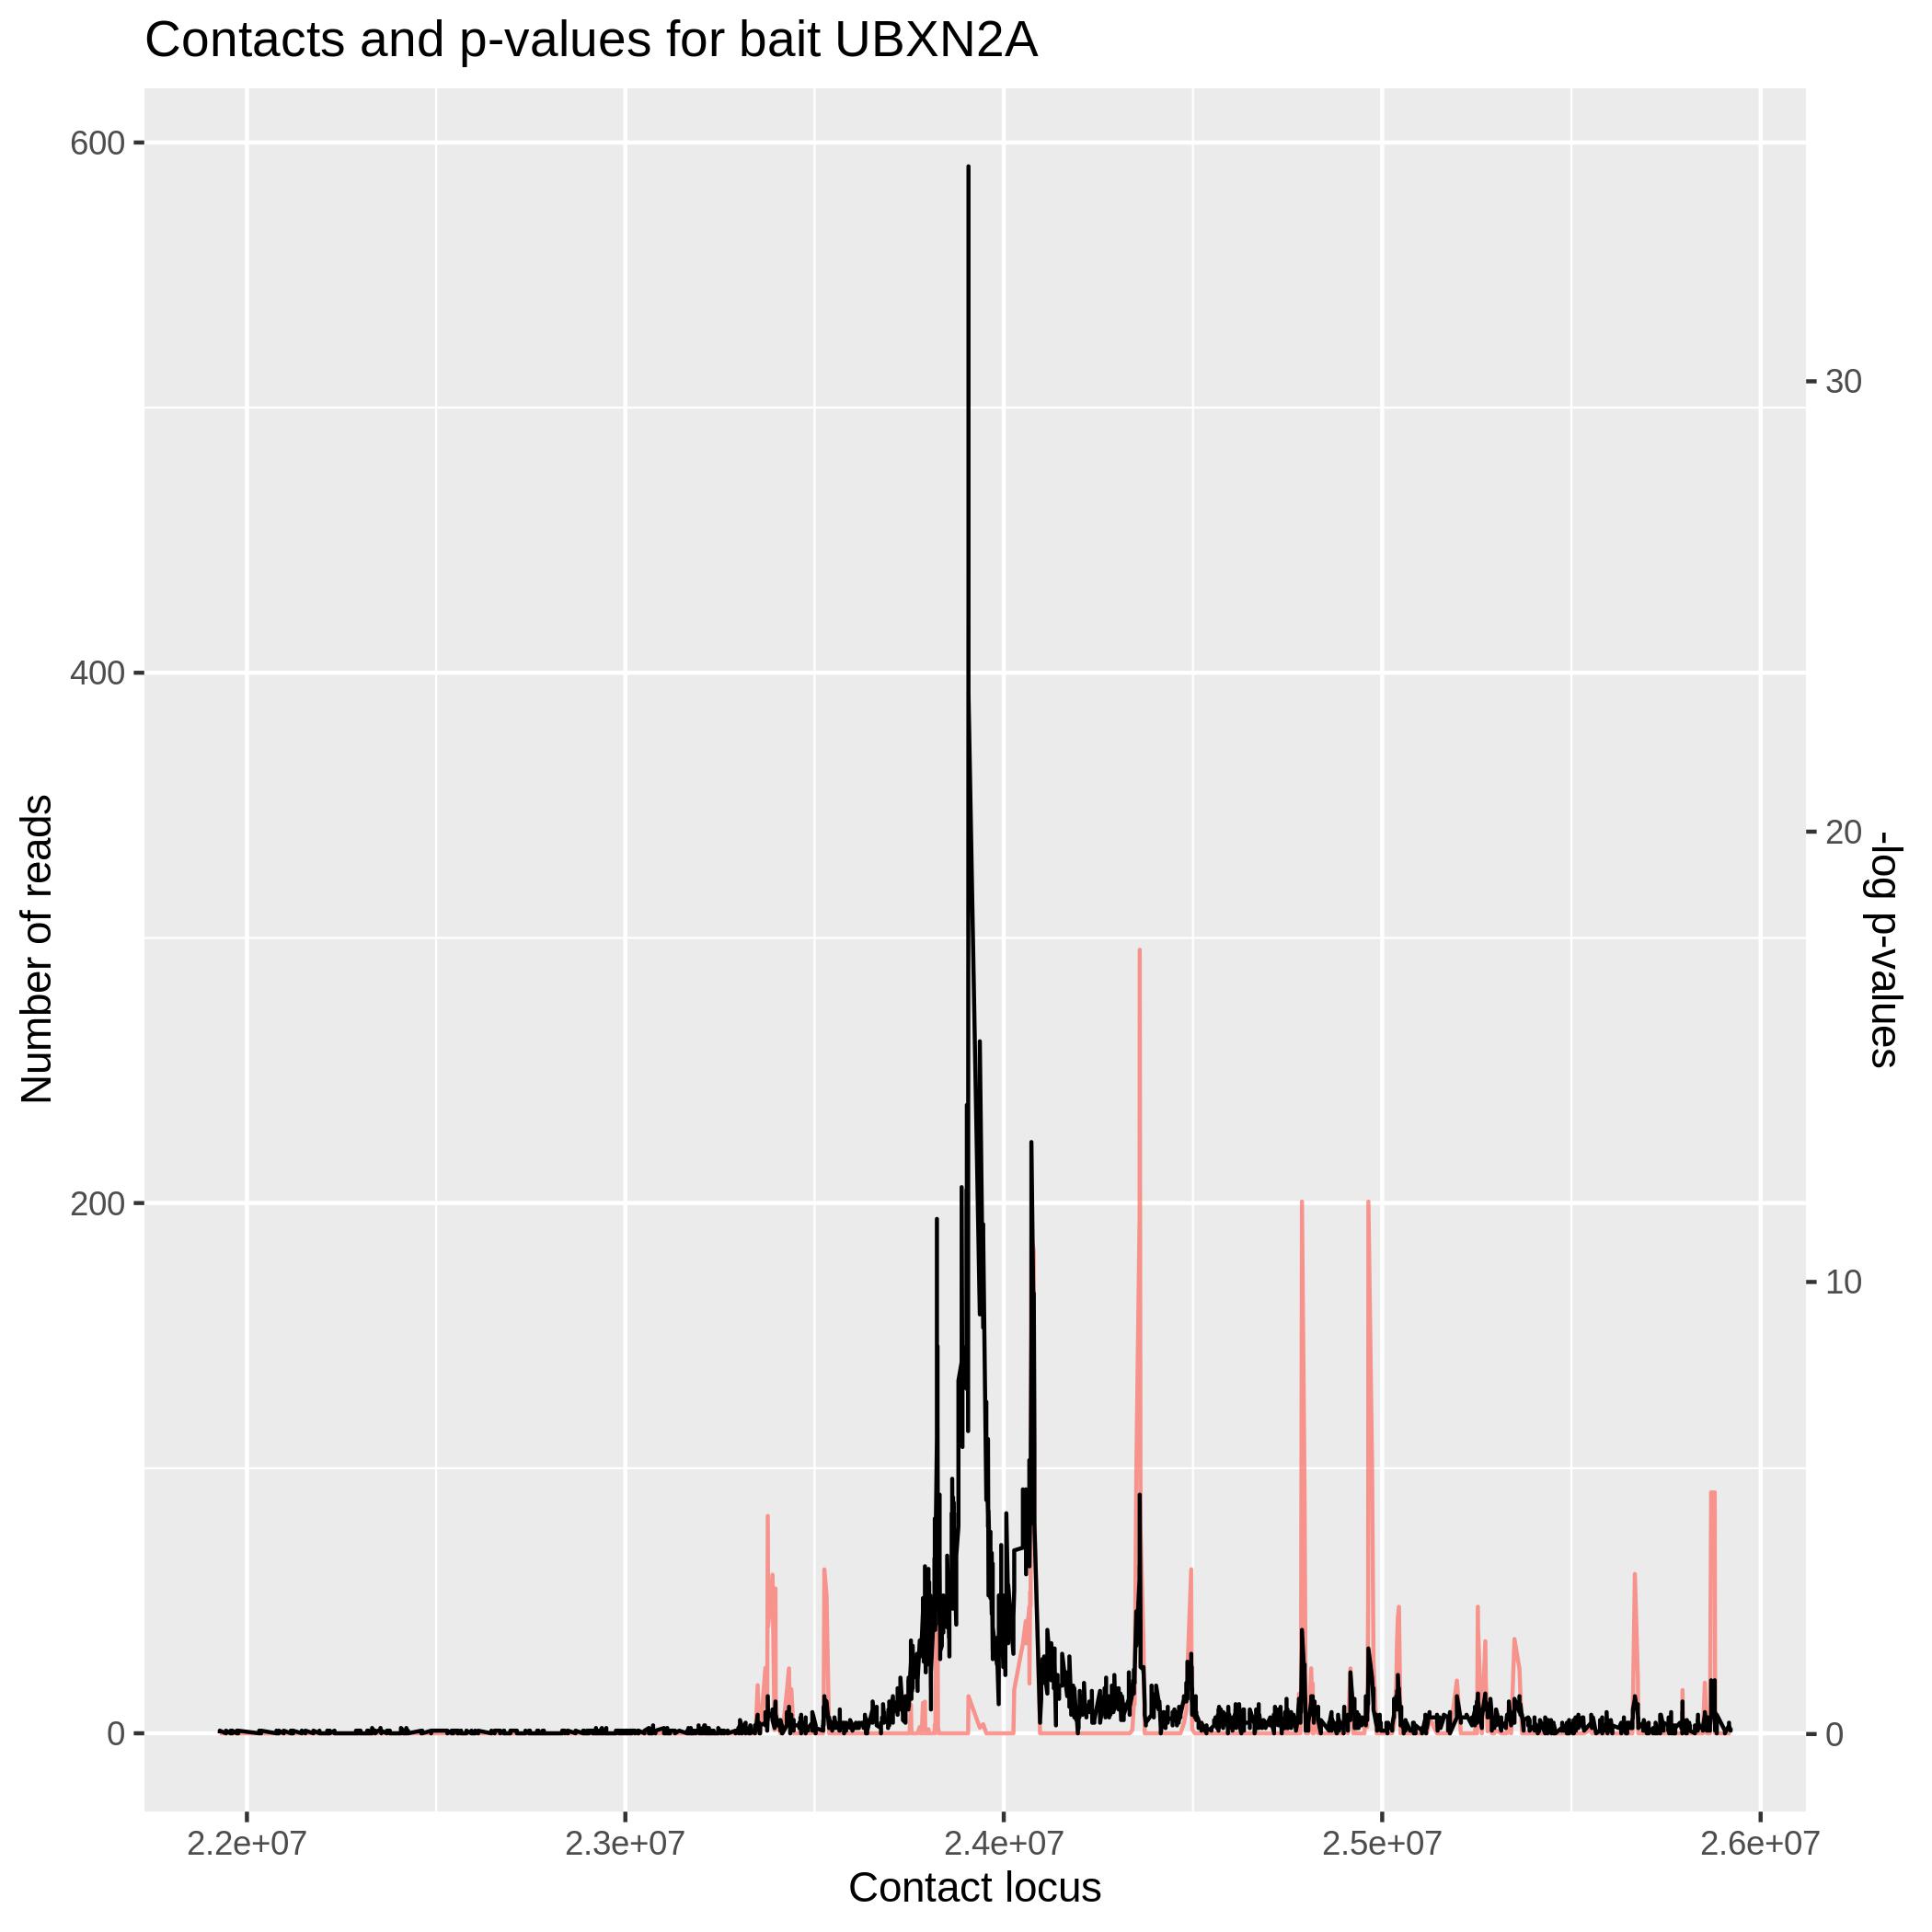 Contacts and p-values for bait UBXN2A
600
400
200
0
Number of reads
30
20
10
0
-log p-values
2.2e+07
2.3e+07
2.4e+07
2.5e+07
2.6e+07
Contact locus